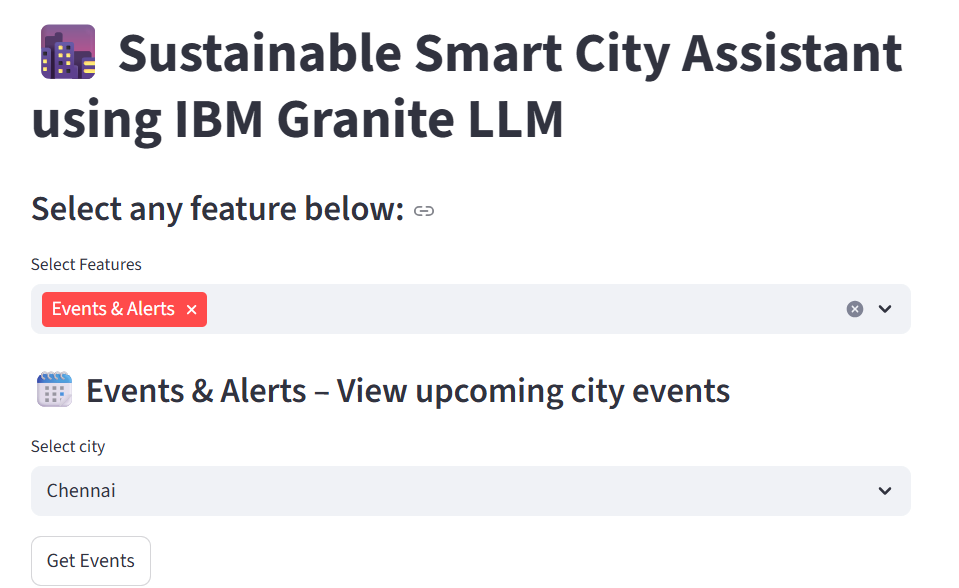 Sustainable Smart City Assistant
using IBM Granite LLM
Select any feature below:
Select Features
Events & Alerts ×
Events & Alerts – View upcoming city events
Select city
Chennai
Get Events